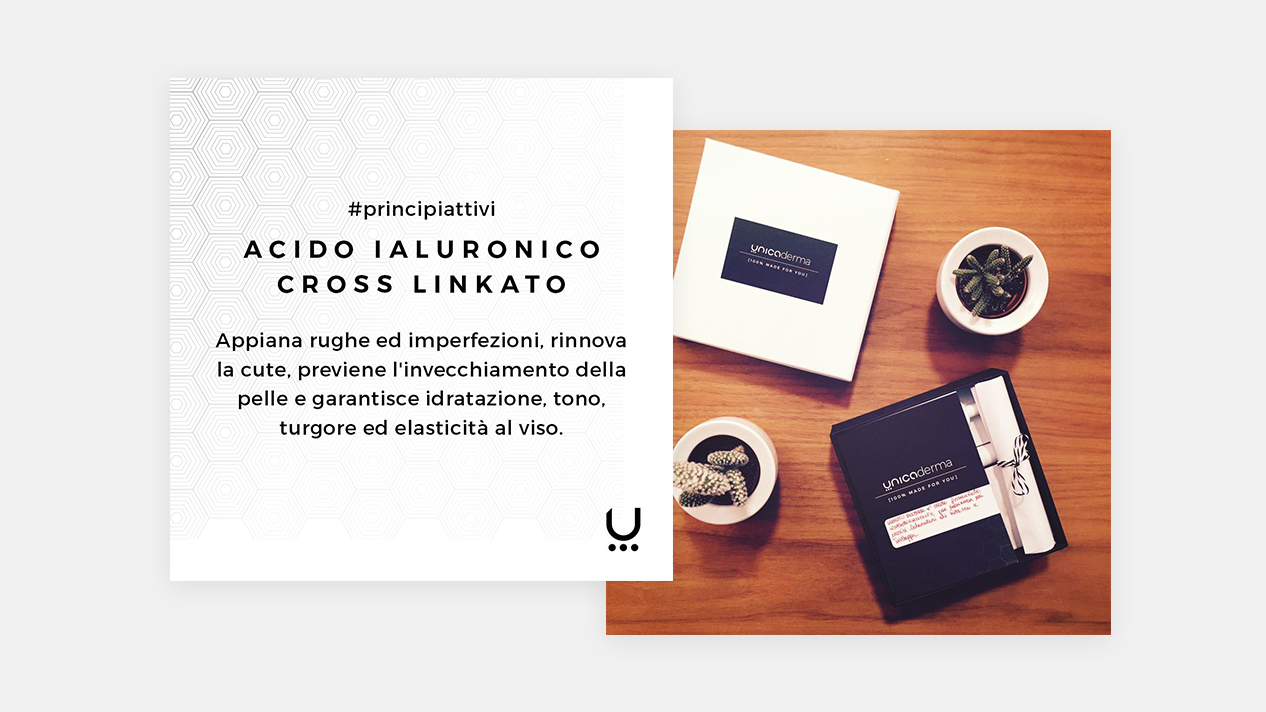 #principiattivi
ACIDO IALURONICO
CROSS LINKATO
Appiana rughe ed imperfezioni, rinnova
la cute, previene l'invecchiamento della
pelle e garantisce idratazione, tono,
turgore ed elasticità al viso.
unicaderma
[100% MADE FOR YOU]
unicaderma
[100% MADE FOR YOU]